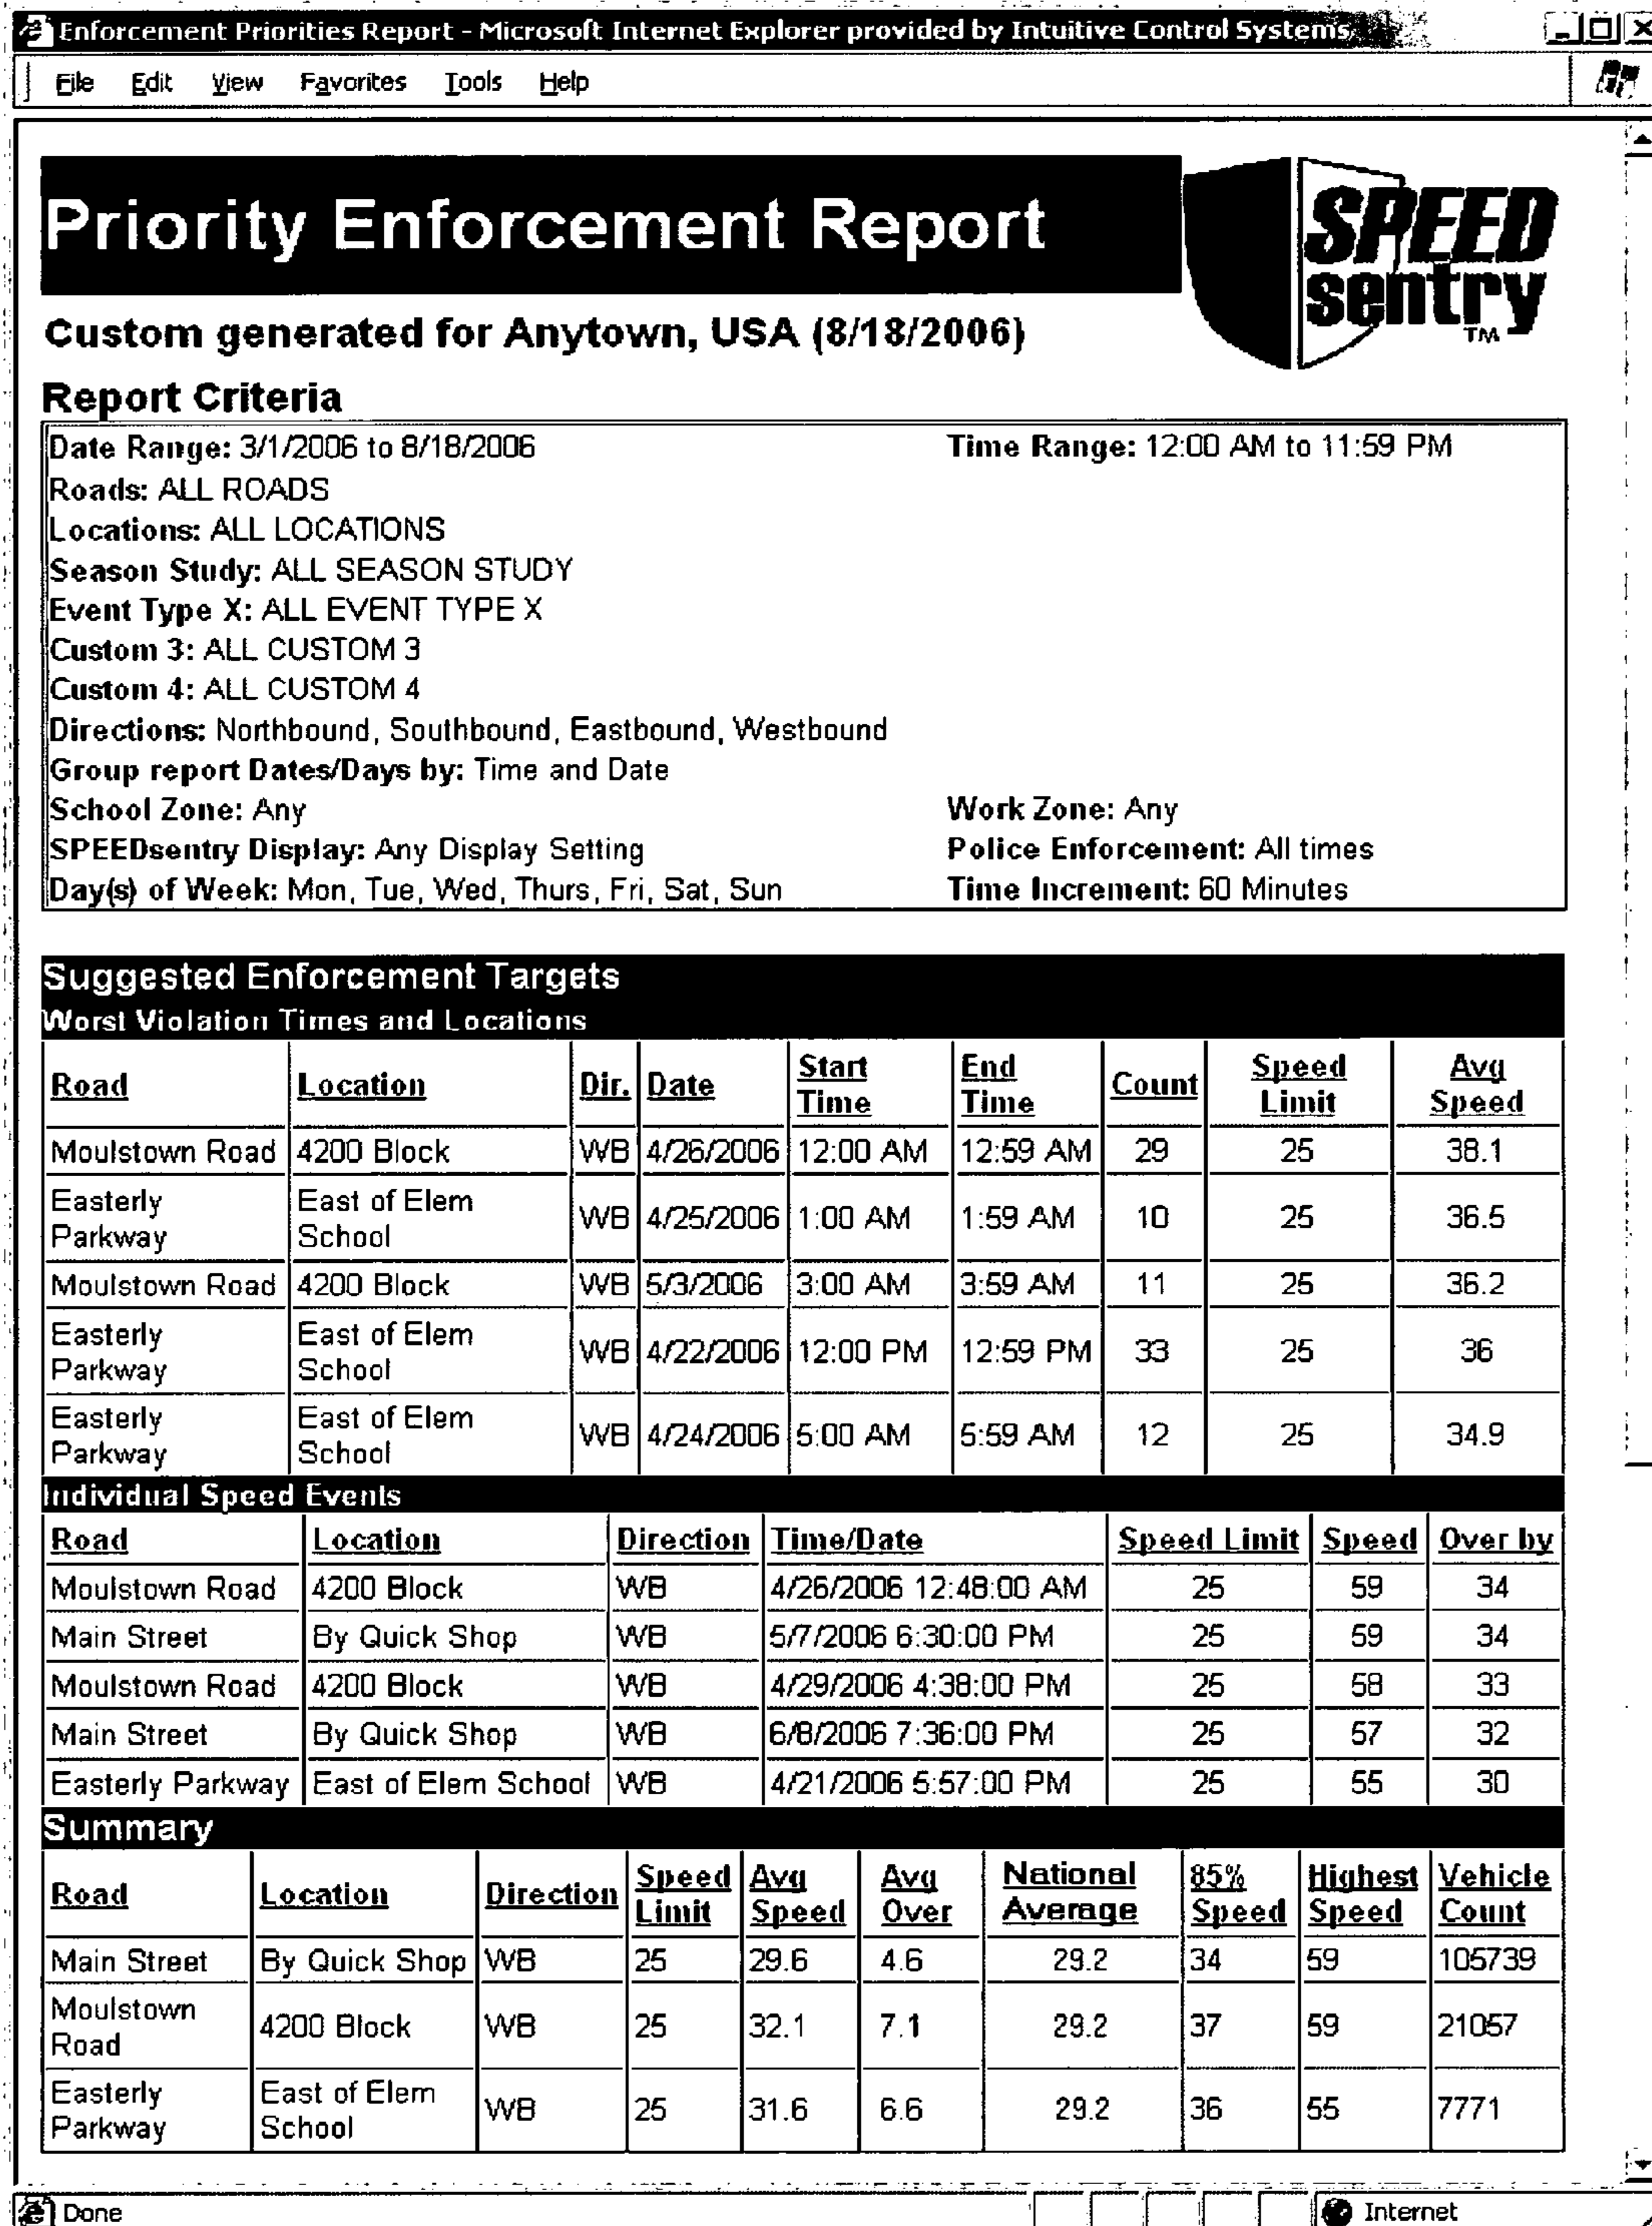 Enforcement Priorities Report - Microsoft Internet Explorer provided by Intuitive Control Systems
File Edit View Favorites Tools Help
Priority Enforcement Report
SPEED
sentry
TM
Custom generated for Anytown, USA (8/18/2006)
Report Criteria
Date Range: 3/1/2006 to 8/18/2006 Time Range: 12:00 AM to 11:59 PM
Roads: ALL ROADS
Locations: ALL LOCATIONS
Season Study: ALL SEASON STUDY
Event Type X: ALL EVENT TYPE X
Custom 3: ALL CUSTOM 3
Custom 4: ALL CUSTOM 4
Directions: Northbound, Southbound, Eastbound, Westbound
Group report Dates/Days by: Time and Date
School Zone: Any Work Zone: Any
SPEEDsentry Display: Any Display Setting Police Enforcement: All times
Day(s) of Week: Mon, Tue, Wed, Thurs, Fri, Sat, Sun Time Increment: 60 Minutes
Suggested Enforcement Targets
Worst Violation Times and Locations
Road Location Dir. Date Start Time End Time Count Speed Limit Avg Speed
Moulstown Road 4200 Block WB 4/26/2006 12:00 AM 12:59 AM 29 25 38.1
Easterly Parkway East of Elem School WB 4/25/2006 1:00 AM 1:59 AM 10 25 36.5
Moulstown Road 4200 Block WB 5/3/2006 3:00 AM 3:59 AM 11 25 36.2
Easterly Parkway East of Elem School WB 4/22/2006 12:00 PM 12:59 PM 33 25 36
Easterly Parkway East of Elem School WB 4/24/2006 5:00 AM 5:59 AM 12 25 34.9
Individual Speed Events
Road Location Direction Time/Date Speed Limit Speed Over by
Moulstown Road 4200 Block WB 4/26/2006 12:48:00 AM 25 59 34
Main Street By Quick Shop WB 5/7/2006 6:30:00 PM 25 59 34
Moulstown Road 4200 Block WB 4/29/2006 4:38:00 PM 25 58 33
Main Street By Quick Shop WB 6/8/2006 7:36:00 PM 25 57 32
Easterly Parkway East of Elem School WB 4/21/2006 5:57:00 PM 25 55 30
Summary
Road Location Direction Speed Limit Avg Speed Avg Over National Average 85% Speed Highest Speed Vehicle Count
Main Street By Quick Shop WB 25 29.6 4.6 29.2 34 59 105739
Moulstown Road 4200 Block WB 25 32.1 7.1 29.2 37 59 21057
Easterly Parkway East of Elem School WB 25 31.6 6.6 29.2 36 55 7771
Done Internet